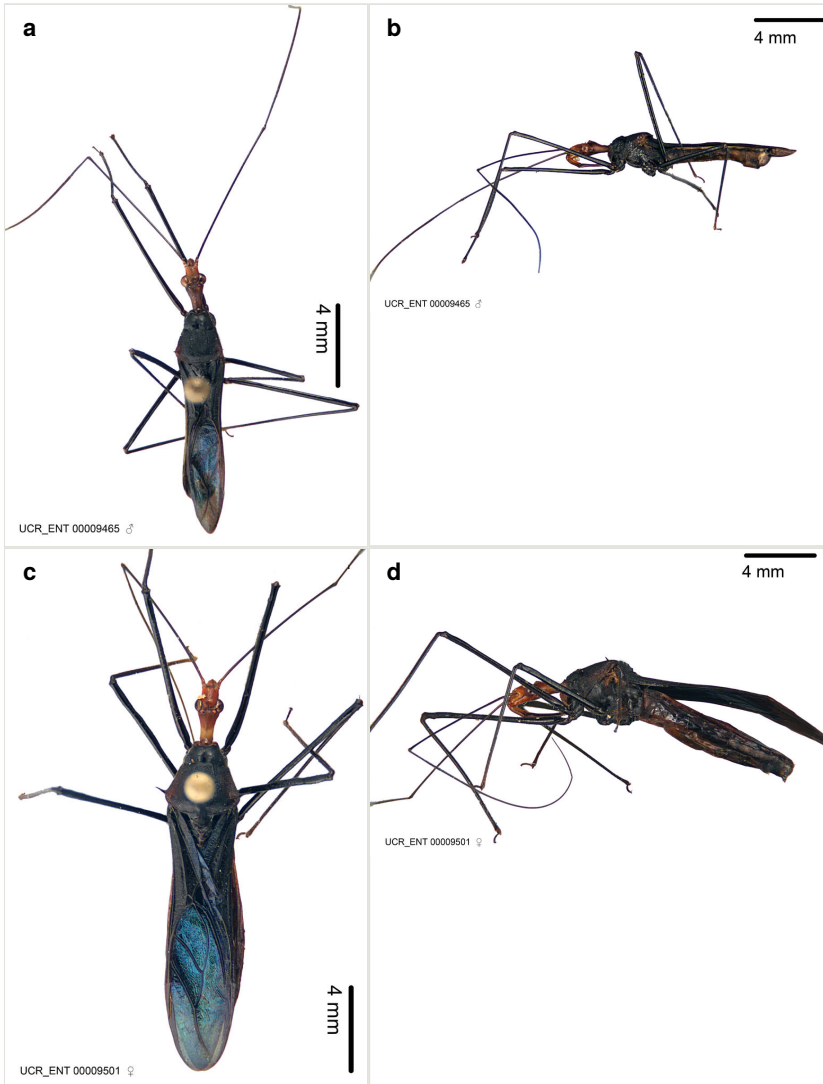 a
4 mm
UCR_ENT 00009465 ♂
b
4 mm
UCR_ENT 00009465 ♂
c
4 mm
UCR_ENT 00009501 ♀
d
4 mm
UCR_ENT 00009501 ♀